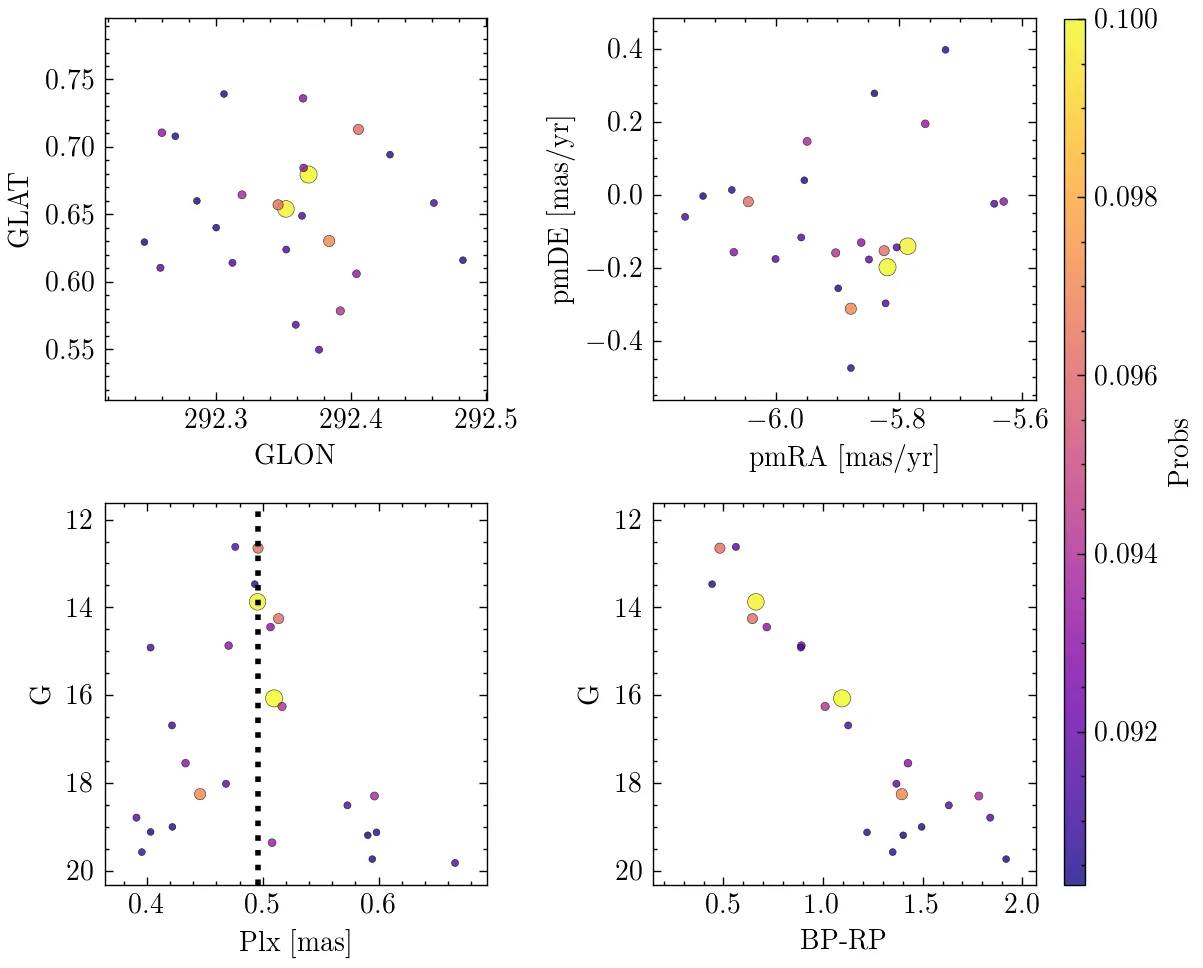 0.75
0.70
0.65
0.60
0.55
GLAT
292.3 292.4 292.5
GLON
0.4
0.2
0.0
−0.2
−0.4
pmDE [mas/yr]
−6.0 −5.8 −5.6
pmRA [mas/yr]
12
14
16
18
20
G
0.4 0.5 0.6
Plx [mas]
12
14
16
18
20
G
0.5 1.0 1.5 2.0
BP-RP
0.100
0.098
0.096
0.094
0.092
Probs